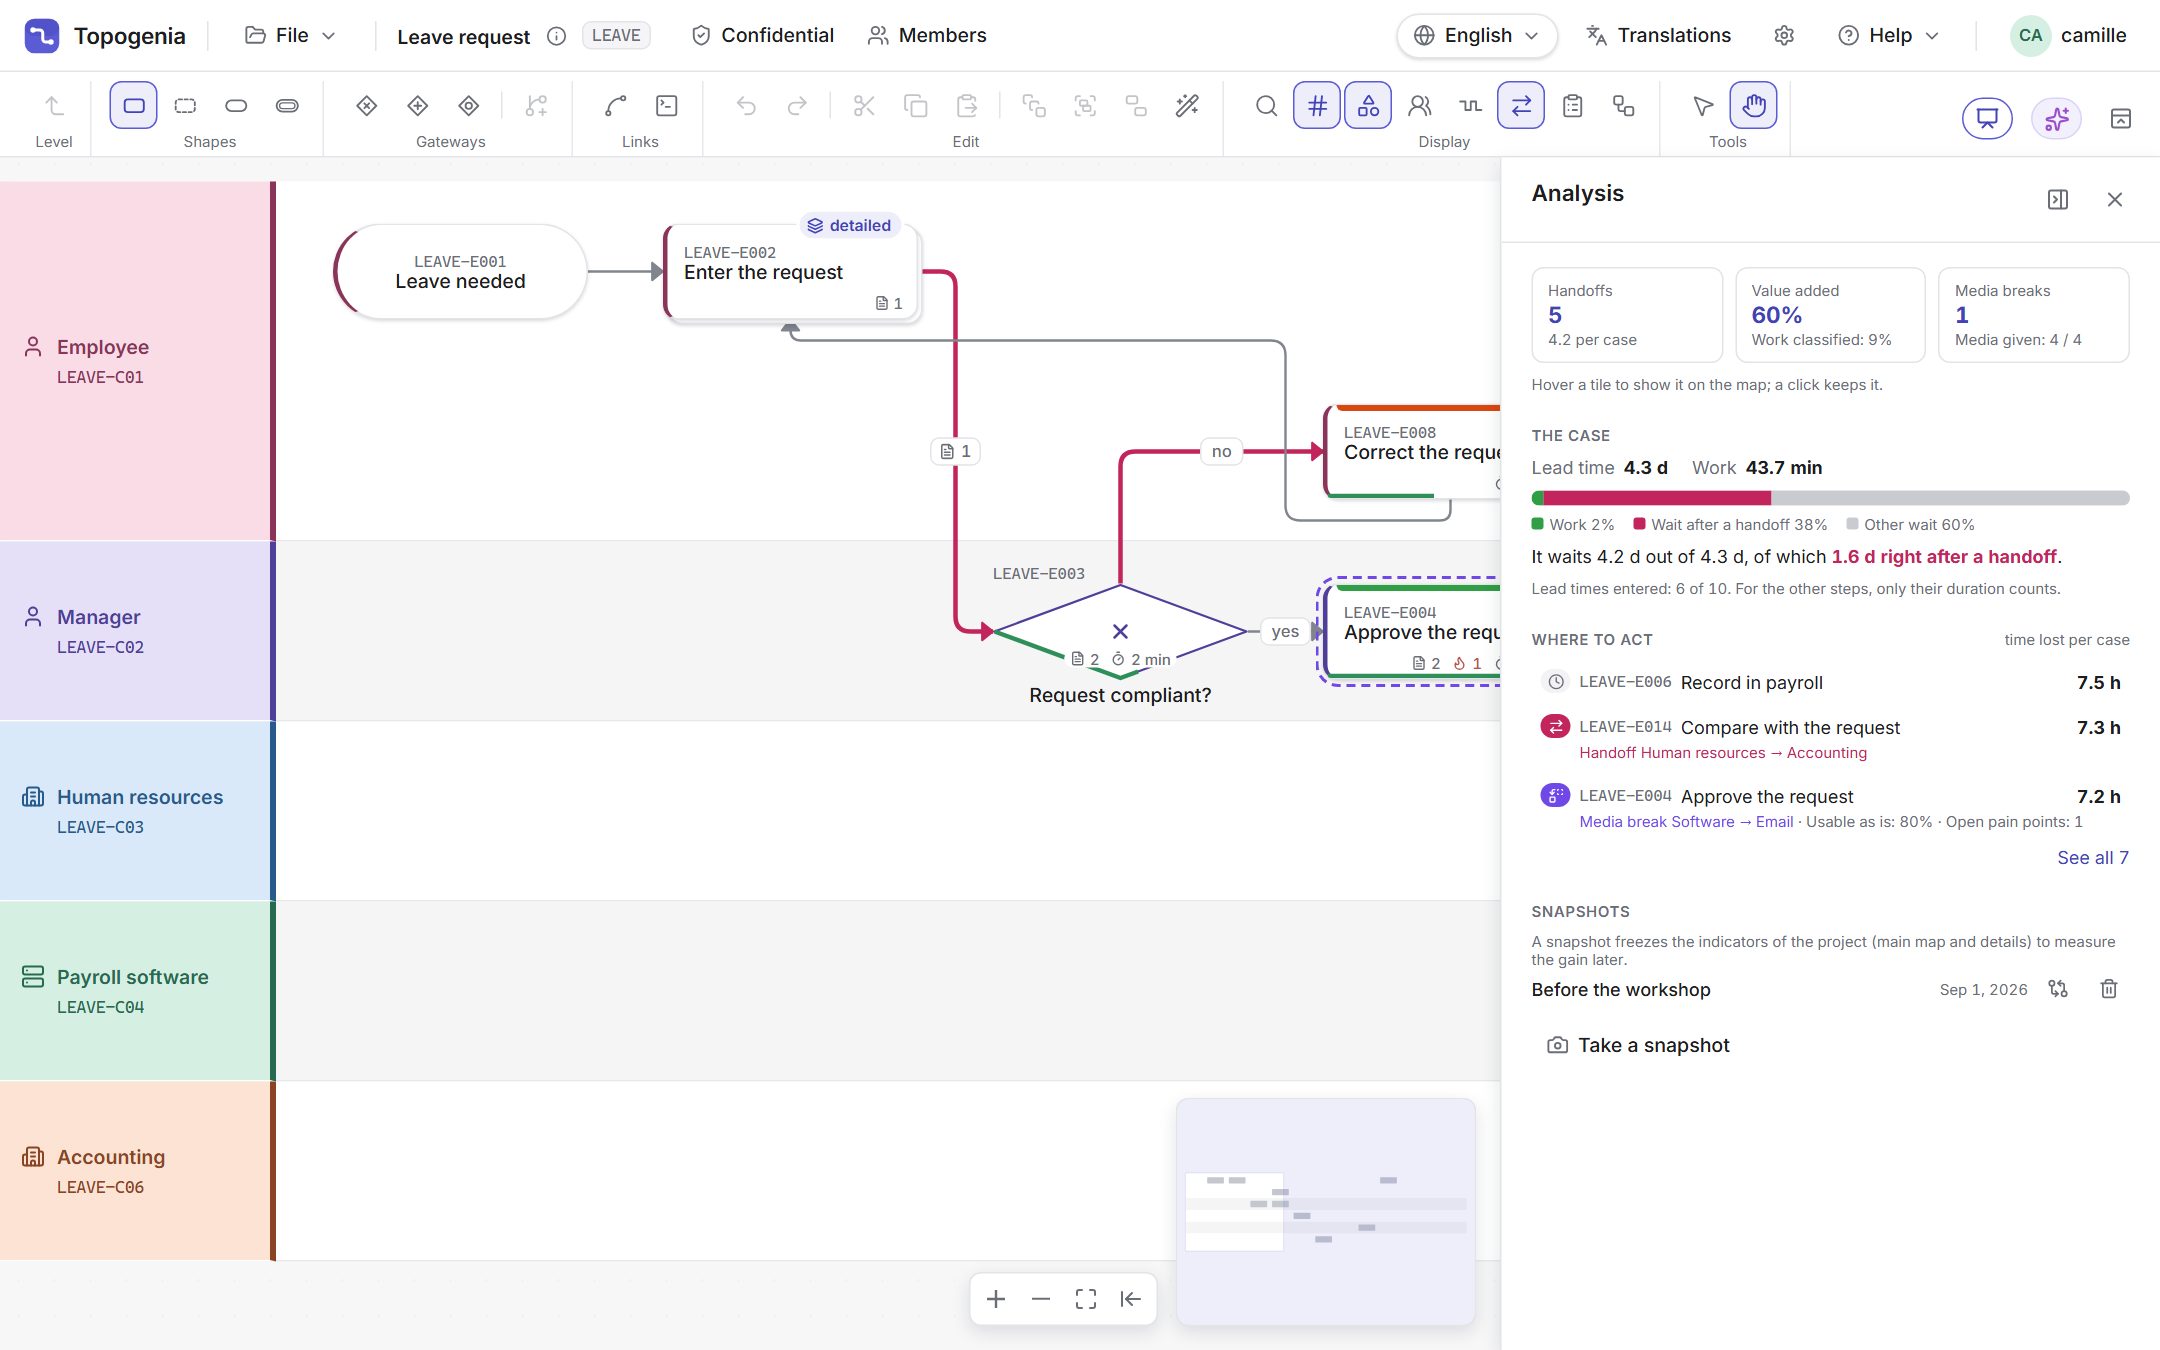 Topogenia
File
Leave request
LEAVE
Confidential
Members
English
Translations
Help
CA
camille
Level
Shapes
Gateways
Links
Edit
Display
Tools
Employee
LEAVE-C01
Manager
LEAVE-C02
Human resources
LEAVE-C03
Payroll software
LEAVE-C04
Accounting
LEAVE-C06
LEAVE-E001
Leave needed
detailed
LEAVE-E002
Enter the request
1
1
no
LEAVE-E008
Correct the reque
LEAVE-E003
2 2 min
Request compliant?
yes
LEAVE-E004
Approve the requ
2 1
Analysis
Handoffs
5
4.2 per case
Value added
60%
Work classified: 9%
Media breaks
1
Media given: 4 / 4
Hover a tile to show it on the map; a click keeps it.
THE CASE
Lead time 4.3 d Work 43.7 min
Work 2% Wait after a handoff 38% Other wait 60%
It waits 4.2 d out of 4.3 d, of which 1.6 d right after a handoff.
Lead times entered: 6 of 10. For the other steps, only their duration counts.
WHERE TO ACT time lost per case
LEAVE-E006 Record in payroll 7.5 h
LEAVE-E014 Compare with the request 7.3 h
Handoff Human resources → Accounting
LEAVE-E004 Approve the request 7.2 h
Media break Software → Email · Usable as is: 80% · Open pain points: 1
See all 7
SNAPSHOTS
A snapshot freezes the indicators of the project (main map and details) to measure
the gain later.
Before the workshop Sep 1, 2026
Take a snapshot